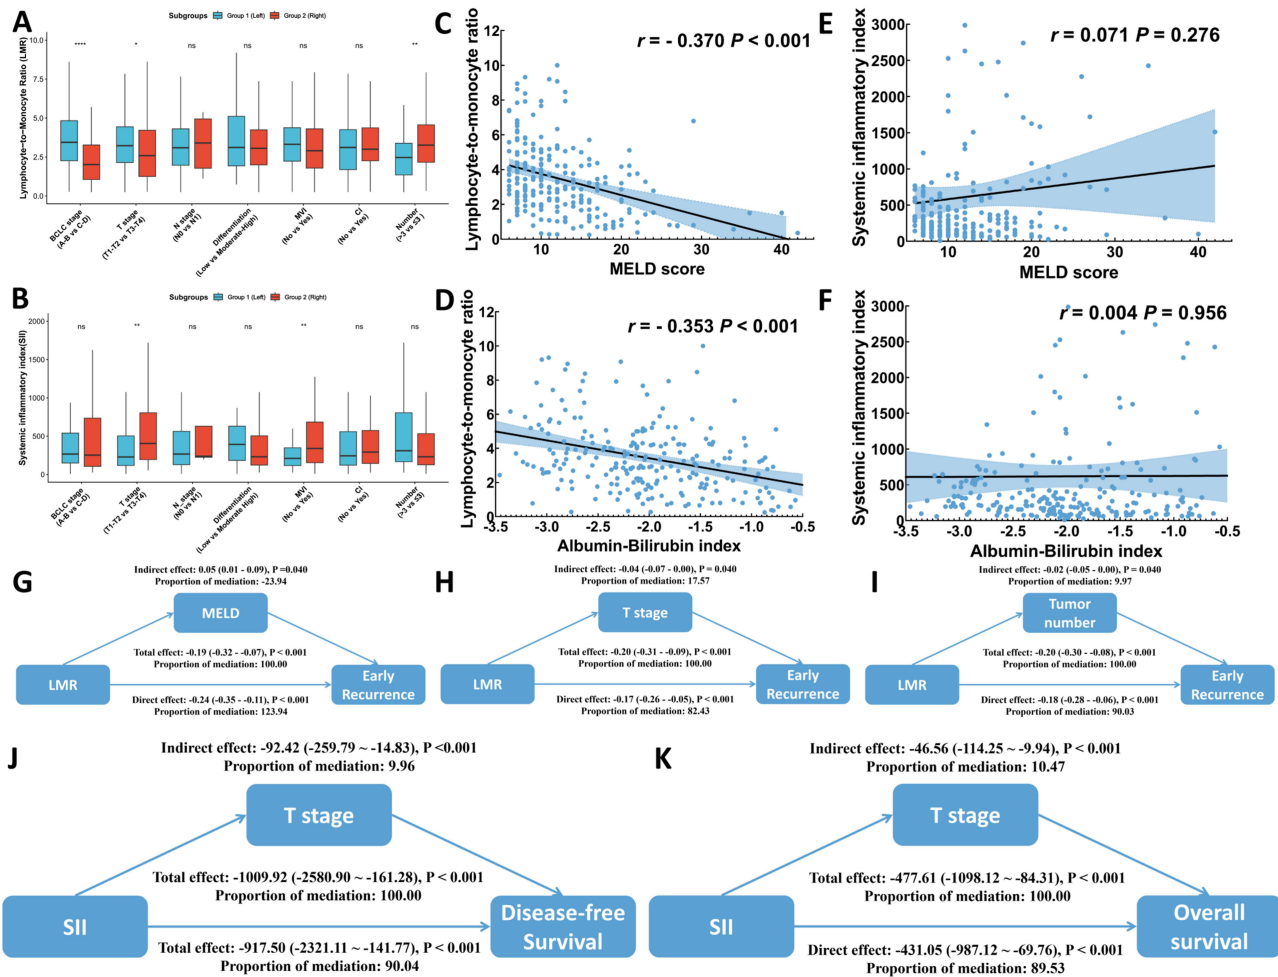 A
Subgroups Group 1 (Left) Group 2 (Right)
Lymphocyte-to-Monocyte Ratio (LMR)
10.0
7.5
5.0
2.5
0.0
**** * ns ns ns ns **
BCLC stage
(A-B vs C-D)
T stage
(T1-T2 vs T3-T4)
N stage
(N0 vs N1)
Differentiation
(Low vs Moderate-High)
MVI
(No vs Yes)
CI
(No vs Yes)
Number
(>3 vs ≤3 )
B
Subgroups Group 1 (Left) Group 2 (Right)
Systemic inflammatory index(SII)
2000
1500
1000
500
0
ns ** ns ns ** ns ns
BCLC stage
(A-B vs C-D)
T stage
(T1-T2 vs T3-T4)
N stage
(N0 vs N1)
Differentiation
(Low vs Moderate High)
MVI
(No vs Yes)
CI
(No vs Yes)
Number
(>3 vs ≤3)
C
Lymphocyte-to-monocyte ratio
12
10
8
6
4
2
0
r = - 0.370 P < 0.001
10 20 30 40
MELD score
D
Lymphocyte-to-monocyte ratio
12
10
8
6
4
2
0
r = - 0.353 P < 0.001
-3.5 -3.0 -2.5 -2.0 -1.5 -1.0 -0.5
Albumin-Bilirubin index
E
Systemic inflammatory index
3000
2500
2000
1500
1000
500
0
r = 0.071 P = 0.276
10 20 30 40
MELD score
F
Systemic inflammatory index
3000
2500
2000
1500
1000
500
0
r = 0.004 P = 0.956
-3.5 -3.0 -2.5 -2.0 -1.5 -1.0 -0.5
Albumin-Bilirubin index
G
Indirect effect: 0.05 (0.01 - 0.09), P =0.040
Proportion of mediation: -23.94
MELD
Total effect: -0.19 (-0.32 - -0.07), P < 0.001
Proportion of mediation: 100.00
LMR
Early
Recurrence
Direct effect: -0.24 (-0.35 - -0.11), P < 0.001
Proportion of mediation: 123.94
H
Indirect effect: -0.04 (-0.07 - 0.00), P = 0.040
Proportion of mediation: 17.57
T stage
Total effect: -0.20 (-0.31 - -0.09), P < 0.001
Proportion of mediation: 100.00
LMR
Early
Recurrence
Direct effect: -0.17 (-0.26 - -0.05), P < 0.001
Proportion of mediation: 82.43
I
Indirect effect: -0.02 (-0.05 - 0.00), P = 0.040
Proportion of mediation: 9.97
Tumor
number
Total effect: -0.20 (-0.30 - -0.08), P < 0.001
Proportion of mediation: 100.00
LMR
Early
Recurrence
Direct effect: -0.18 (-0.28 - -0.06), P < 0.001
Proportion of mediation: 90.03
J
Indirect effect: -92.42 (-259.79 ~ -14.83), P <0.001
Proportion of mediation: 9.96
T stage
Total effect: -1009.92 (-2580.90 ~ -161.28), P < 0.001
Proportion of mediation: 100.00
SII
Disease-free
Survival
Total effect: -917.50 (-2321.11 ~ -141.77), P < 0.001
Proportion of mediation: 90.04
K
Indirect effect: -46.56 (-114.25 ~ -9.94), P < 0.001
Proportion of mediation: 10.47
T stage
Total effect: -477.61 (-1098.12 ~ -84.31), P < 0.001
Proportion of mediation: 100.00
SII
Overall
survival
Direct effect: -431.05 (-987.12 ~ -69.76), P < 0.001
Proportion of mediation: 89.53